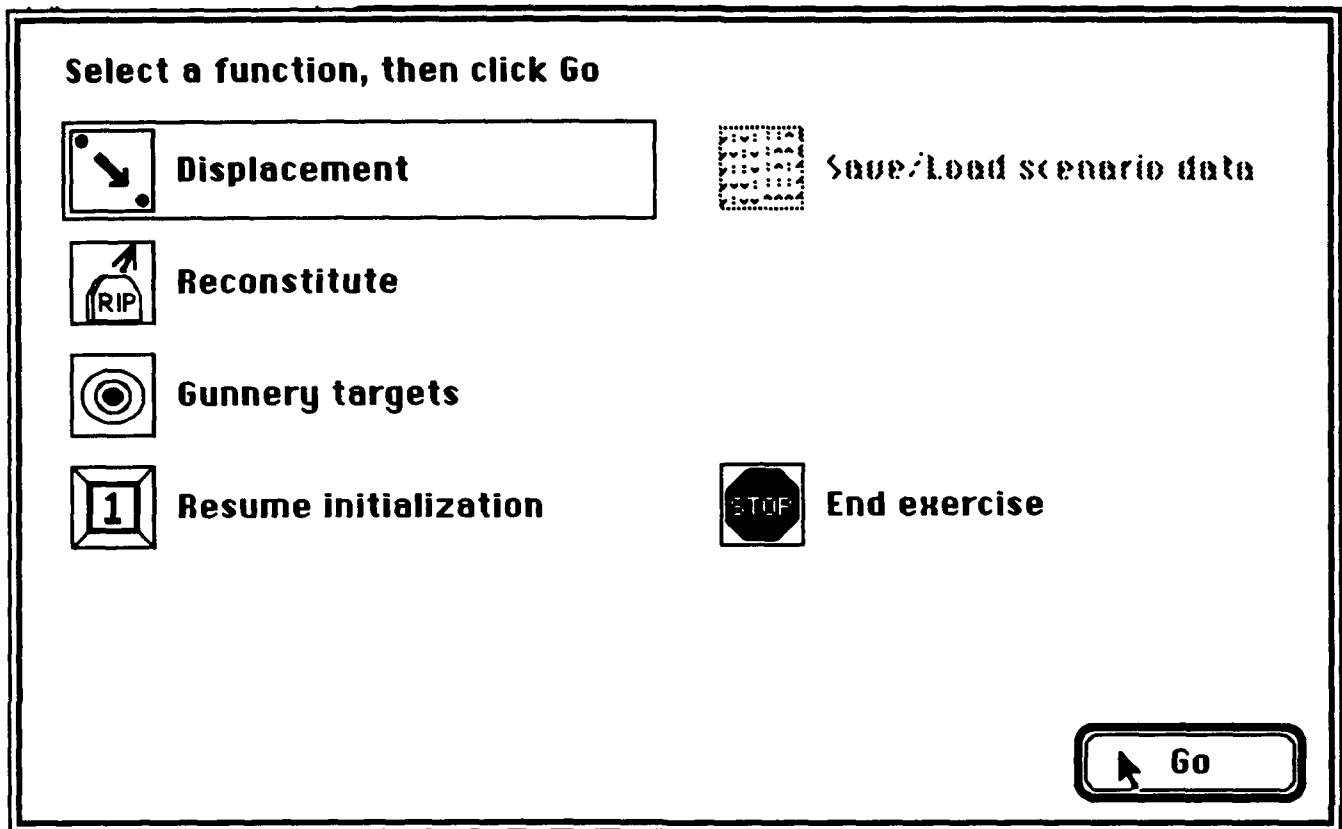 Select a function, then click Go
Displacement
Save/Load scenario data
RIP
Reconstitute
Gunnery targets
1
Resume initialization
STOP
End exercise
Go